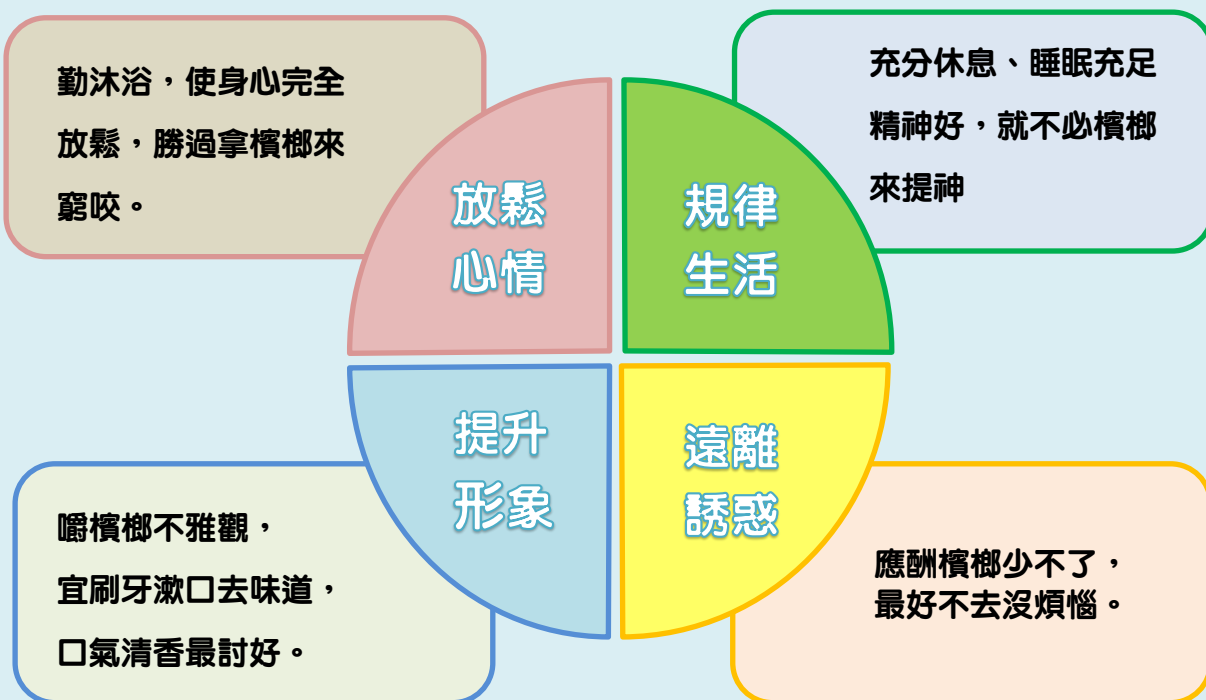 勤沐浴，使身心完全
放鬆，勝過拿檳榔來
窮咬。
放鬆
心情
充分休息、睡眠充足
精神好，就不必檳榔
來提神
規律
生活
嚼檳榔不雅觀，
宜刷牙漱口去味道，
口氣清香最討好。
提升
形象
應酬檳榔少不了，
最好不去沒煩惱。
遠離
誘惑